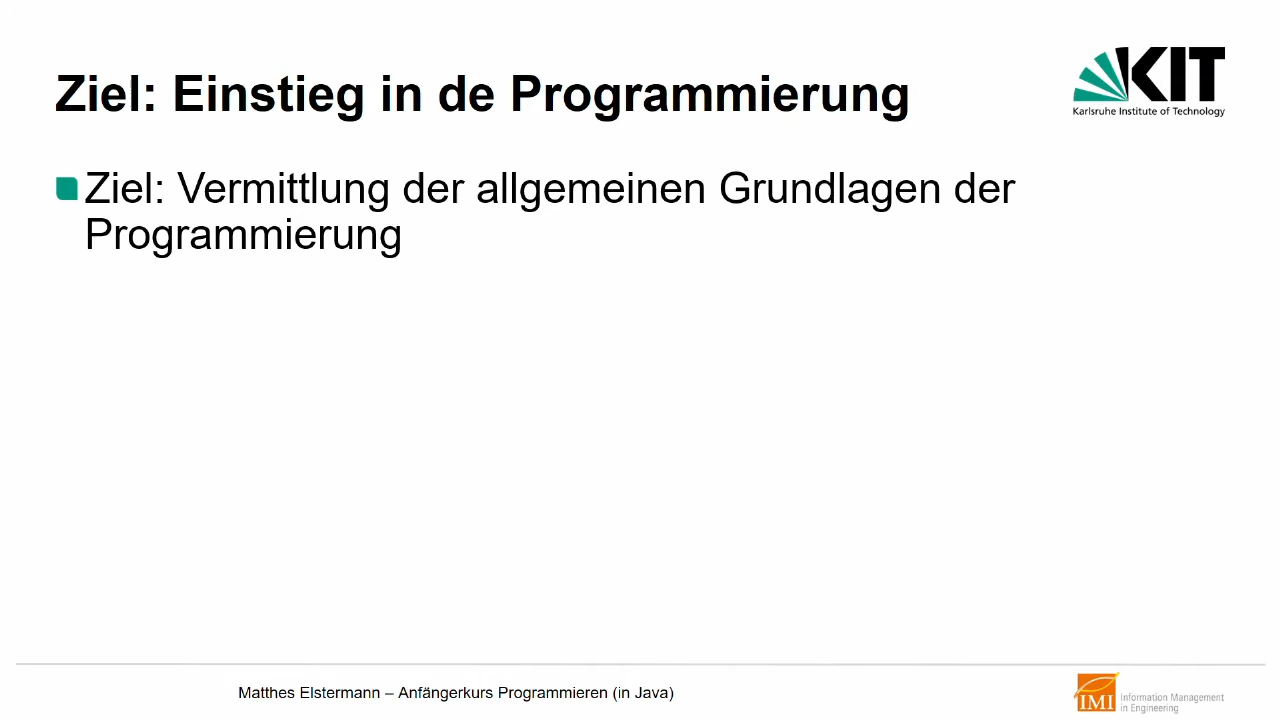 Ziel: Einstieg in de Programmierung
KIT
Karlsruhe Institute of Technology
Ziel: Vermittlung der allgemeinen Grundlagen der
Programmierung
Matthes Elstermann – Anfängerkurs Programmieren (in Java)
IMI
Information Management
in Engineering